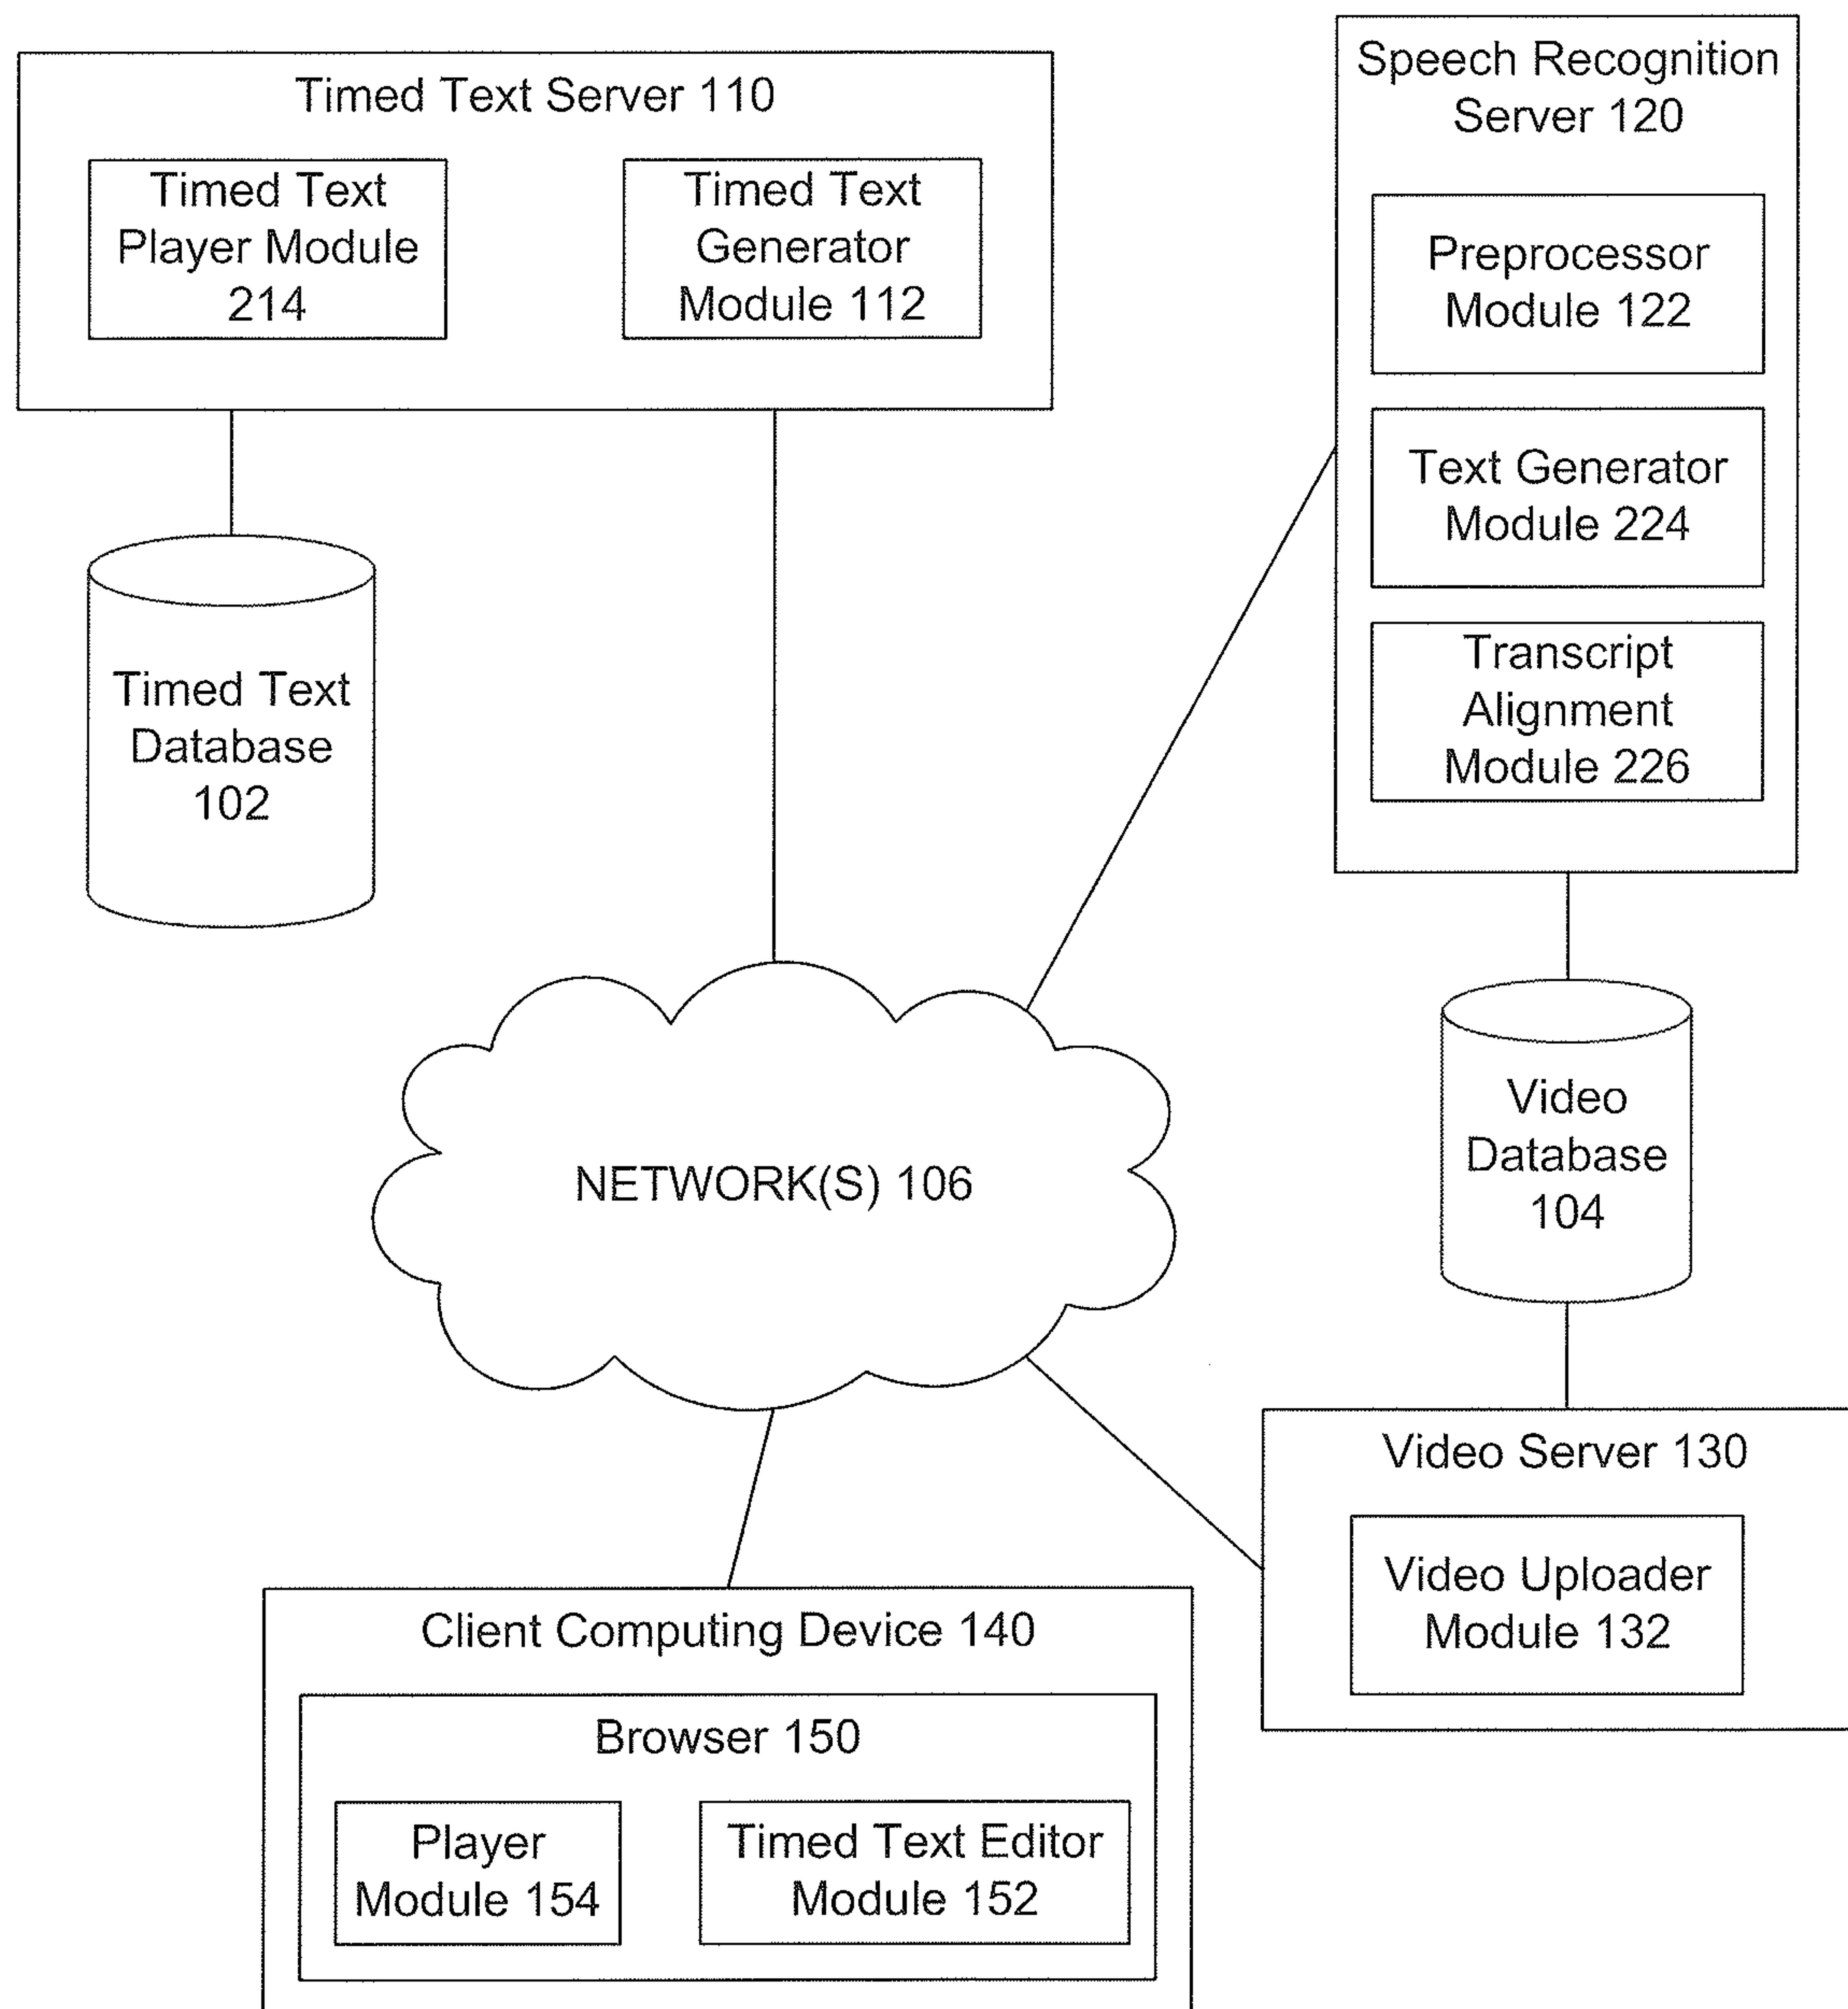 Timed Text Server 110
Timed Text
Player Module
214
Timed Text
Generator
Module 112
Speech Recognition
Server 120
Preprocessor
Module 122
Text Generator
Module 224
Transcript
Alignment
Module 226
Timed Text
Database
102
NETWORK(S) 106
Video
Database
104
Video Server 130
Video Uploader
Module 132
Client Computing Device 140
Browser 150
Player
Module 154
Timed Text Editor
Module 152